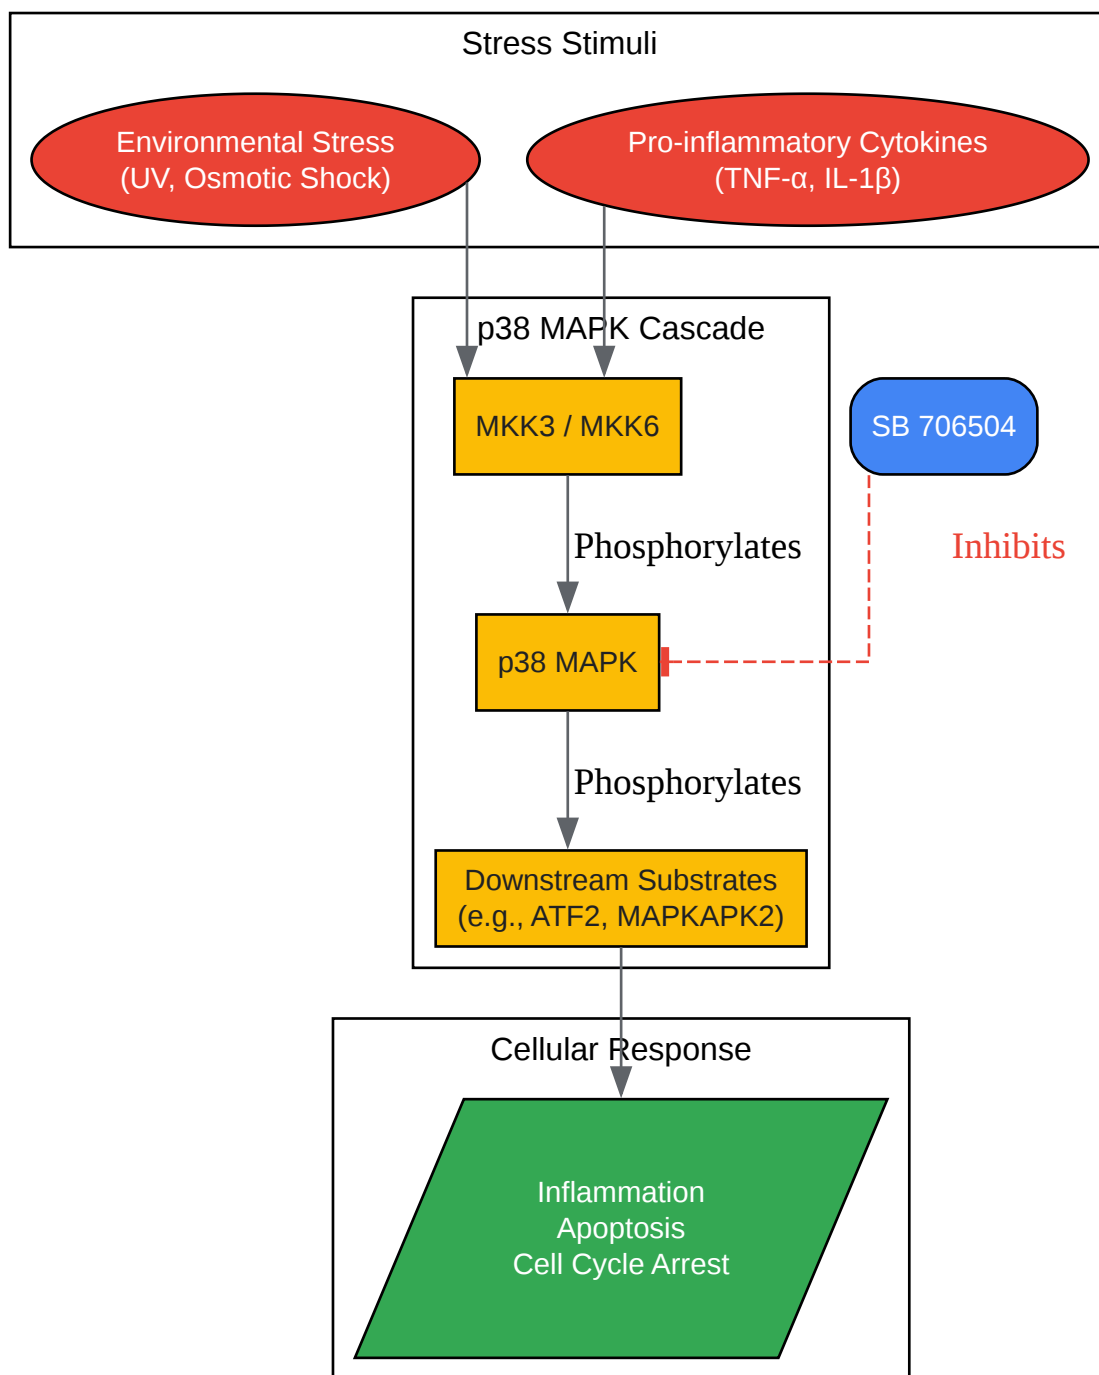 Stress Stimuli
Environmental Stress
(UV, Osmotic Shock)
Pro-inflammatory Cytokines
(TNF-α, IL-1β)
p38 MAPK Cascade
MKK3 / MKK6
SB 706504
Phosphorylates
Inhibits
p38 MAPK
Phosphorylates
Downstream Substrates
(e.g., ATF2, MAPKAPK2)
Cellular Response
Inflammation
Apoptosis
Cell Cycle Arrest